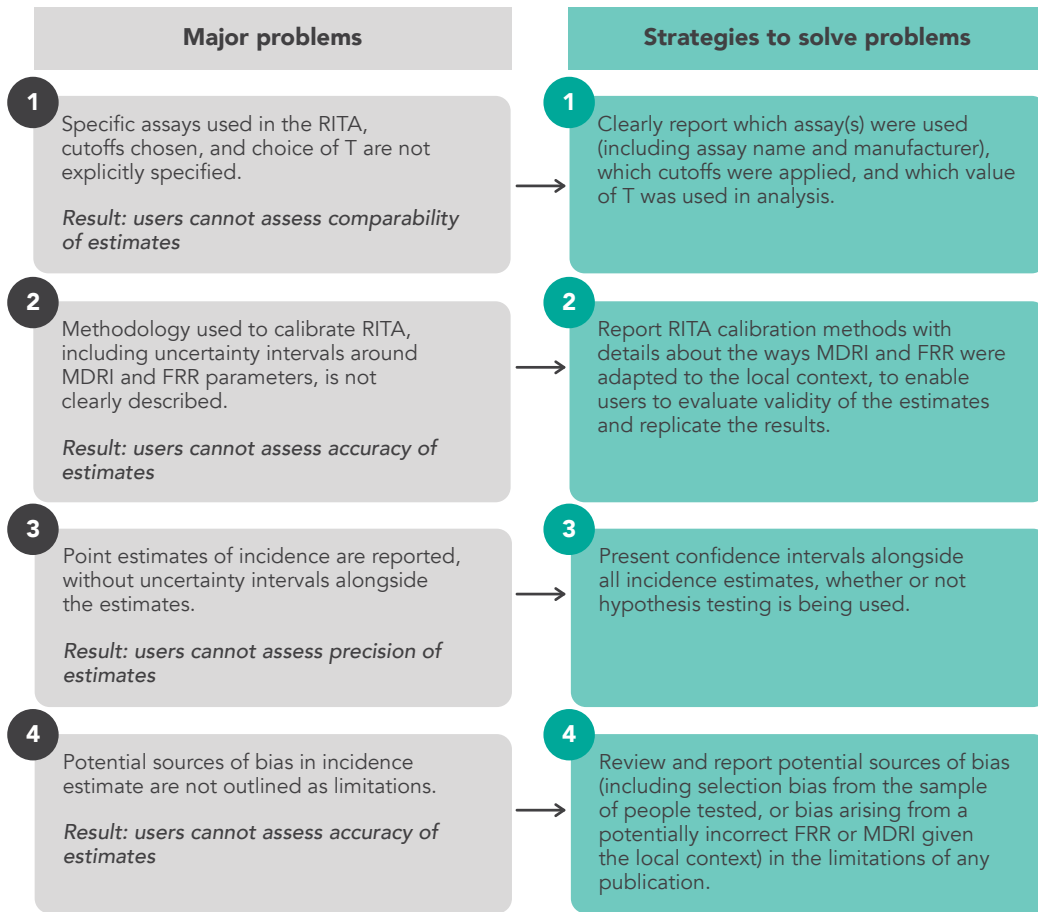 Major problems
Strategies to solve problems
1
Specific assays used in the RITA,
cutoffs chosen, and choice of T are not
explicitly specified.
Result: users cannot assess comparability
of estimates
1
Clearly report which assay(s) were used
(including assay name and manufacturer),
which cutoffs were applied, and which value
of T was used in analysis.
2
Methodology used to calibrate RITA,
including uncertainty intervals around
MDRI and FRR parameters, is not
clearly described.
Result: users cannot assess accuracy of
estimates
2
Report RITA calibration methods with
details about the ways MDRI and FRR were
adapted to the local context, to enable
users to evaluate validity of the estimates
and replicate the results.
3
Point estimates of incidence are reported,
without uncertainty intervals alongside
the estimates.
Result: users cannot assess precision of
estimates
3
Present confidence intervals alongside
all incidence estimates, whether or not
hypothesis testing is being used.
4
Potential sources of bias in incidence
estimate are not outlined as limitations.
Result: users cannot assess accuracy of
estimates
4
Review and report potential sources of bias
(including selection bias from the sample
of people tested, or bias arising from a
potentially incorrect FRR or MDRI given
the local context) in the limitations of any
publication.